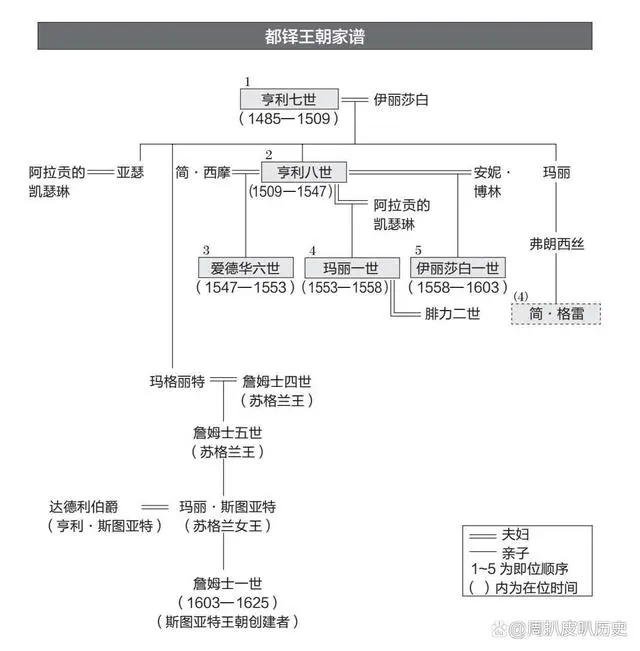 都铎王朝家谱
1
亨利七世
伊丽莎白
(1485—1509)
阿拉贡的
凯瑟琳
亚瑟
简·西摩
2
亨利八世
(1509—1547)
安妮·
博林
玛丽
阿拉贡的
凯瑟琳
弗朗西丝
3
爱德华六世
(1547—1553)
4
玛丽一世
(1553—1558)
5
伊丽莎白一世
(1558—1603)
(4)
简·格雷
腓力二世
玛格丽特
詹姆士四世
(苏格兰王)
詹姆士五世
(苏格兰王)
达德利伯爵
(亨利·斯图亚特)
玛丽·斯图亚特
(苏格兰女王)
詹姆士一世
(1603—1625)
(斯图亚特王朝创建者)
夫妇
亲子
1~5 为即位顺序
( ) 内为在位时间
@周趴皮叭历史